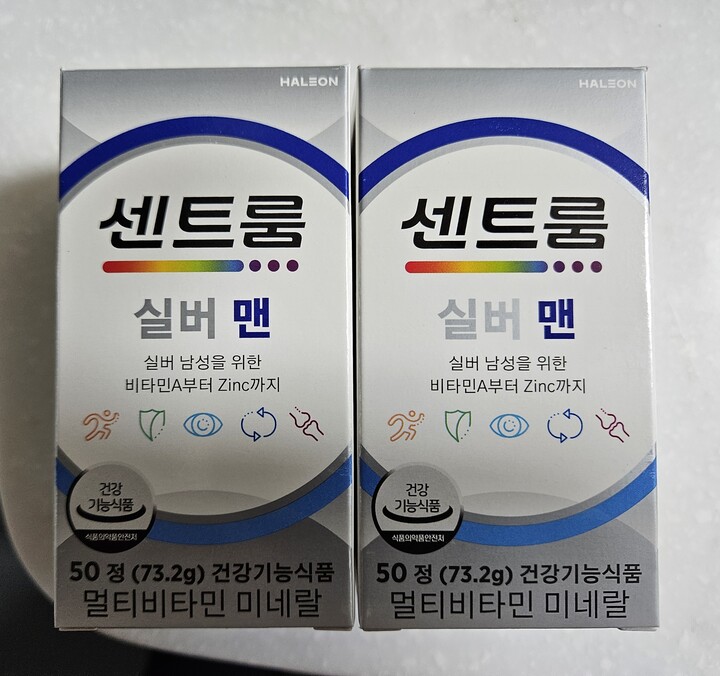 HALEON
센트룸
실버 맨
실버 남성을 위한
비타민A부터 Zinc까지
건강
기능식품
식품의약품안전처
50 정 (73.2g) 건강기능식품
멀티비타민 미네랄
HALEON
센트룸
실버 맨
실버 남성을 위한
비타민A부터 Zinc까지
건강
기능식품
식품의약품안전처
50 정 (73.2g) 건강기능식품
멀티비타민 미네랄